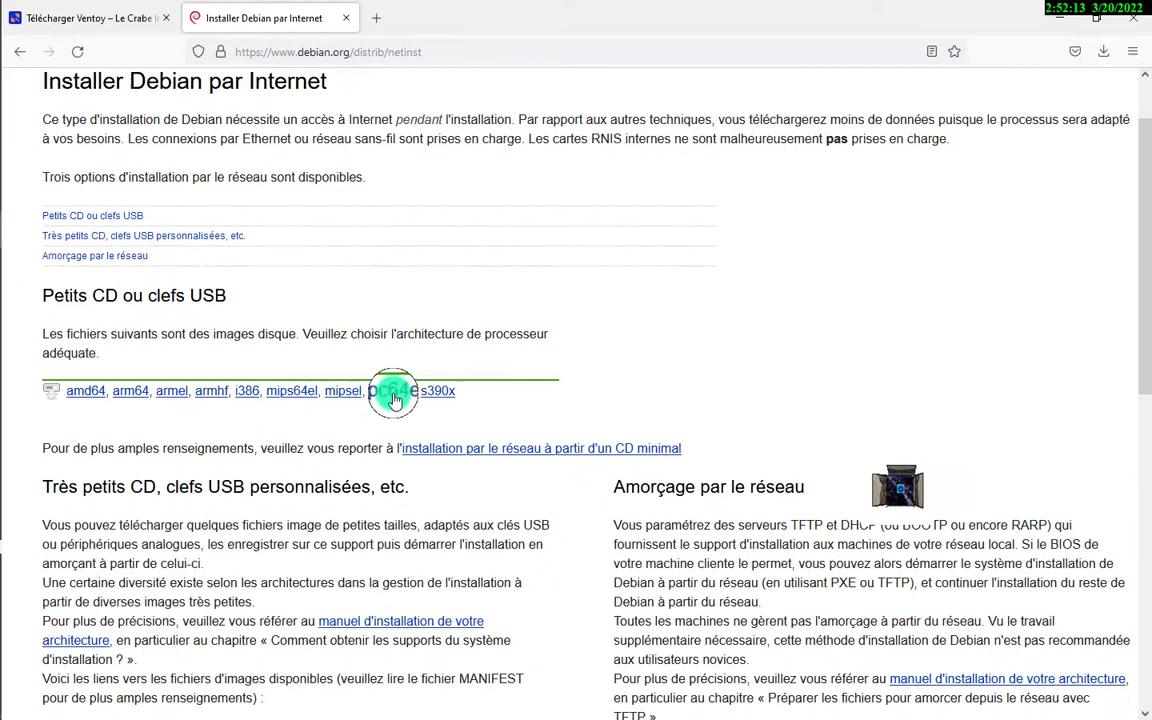 2:52:13 3/20/2022
Télécharger Ventoy – Le Crabe
Installer Debian par Internet
https://www.debian.org/distrib/netinst
Installer Debian par Internet
Ce type d'installation de Debian nécessite un accès à Internet pendant l'installation. Par rapport aux autres techniques, vous téléchargerez moins de données puisque le processus sera adapté
à vos besoins. Les connexions par Ethernet ou réseau sans-fil sont prises en charge. Les cartes RNIS internes ne sont malheureusement pas prises en charge.
Trois options d'installation par le réseau sont disponibles.
Petits CD ou clefs USB
Très petits CD, clefs USB personnalisées, etc.
Amorçage par le réseau
Petits CD ou clefs USB
Les fichiers suivants sont des images disque. Veuillez choisir l'architecture de processeur
adéquate.
amd64, arm64, armel, armhf, i386, mips64el, mipsel, pc64e s390x
Pour de plus amples renseignements, veuillez vous reporter à l'installation par le réseau à partir d'un CD minimal
Très petits CD, clefs USB personnalisées, etc.
Vous pouvez télécharger quelques fichiers image de petites tailles, adaptés aux clés USB
ou périphériques analogues, les enregistrer sur ce support puis démarrer l'installation en
amorçant à partir de celui-ci.
Une certaine diversité existe selon les architectures dans la gestion de l'installation à
partir de diverses images très petites.
Pour plus de précisions, veuillez vous référer au manuel d'installation de votre
architecture, en particulier au chapitre « Comment obtenir les supports du système
d'installation ? ».
Voici les liens vers les fichiers d'images disponibles (veuillez lire le fichier MANIFEST
pour de plus amples renseignements) :
Amorçage par le réseau
Vous paramétrez des serveurs TFTP et DHCP (ou BOOTP ou encore RARP) qui
fournissent le support d'installation aux machines de votre réseau local. Si le BIOS de
votre machine cliente le permet, vous pouvez alors démarrer le système d'installation de
Debian à partir du réseau (en utilisant PXE ou TFTP), et continuer l'installation du reste de
Debian à partir du réseau.
Toutes les machines ne gèrent pas l'amorçage à partir du réseau. Vu le travail
supplémentaire nécessaire, cette méthode d'installation de Debian n'est pas recommandée
aux utilisateurs novices.
Pour plus de précisions, veuillez vous référer au manuel d'installation de votre architecture,
en particulier au chapitre « Préparer les fichiers pour amorcer depuis le réseau avec
TFTP »